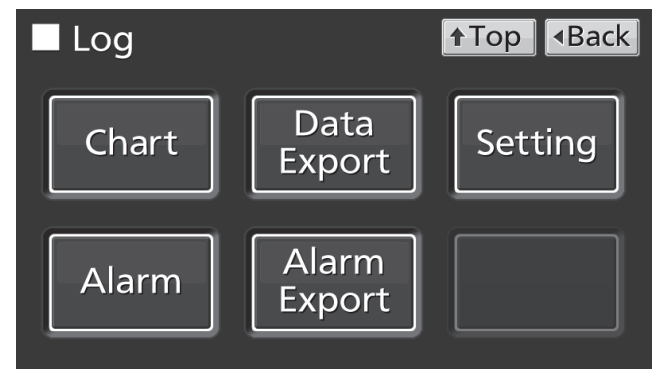 Log
↑Top
◂Back
Chart
Data
Export
Setting
Alarm
Alarm
Export